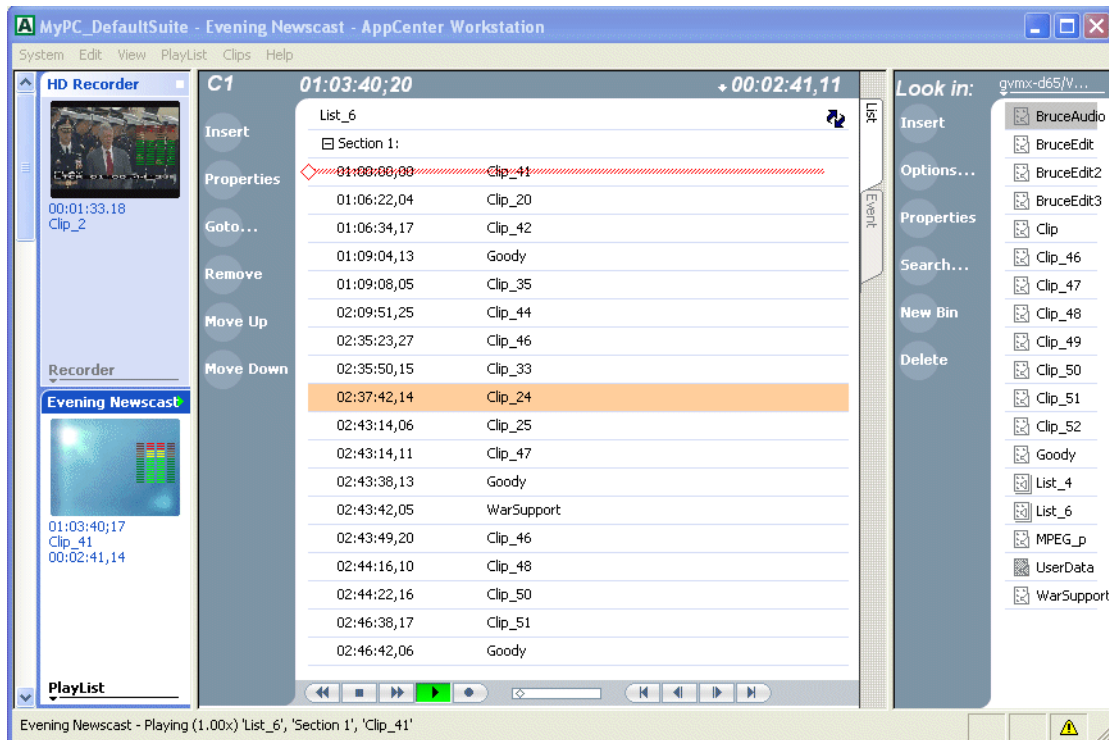 MyPC_DefaultSuite - Evening Newscast - AppCenter Workstation
System Edit View PlayList Clips Help
HD Recorder
00:01:33.18
Clip_2
Recorder
Evening Newscast
01:03:40;17
Clip_41
00:02:41,14
PlayList
C1 01:03:40;20 00:02:41,11
Insert
Properties
Goto...
Remove
Move Up
Move Down
List_6
Section 1:
01:00:00,00 Clip_41
01:06:22,04 Clip_20
01:06:34,17 Clip_42
01:09:04,13 Goody
01:09:08,05 Clip_35
02:09:51,25 Clip_44
02:35:23,27 Clip_46
02:35:50,15 Clip_33
02:37:42,14 Clip_24
02:43:14,06 Clip_25
02:43:14,11 Clip_47
02:43:38,13 Goody
02:43:42,05 WarSupport
02:43:49,20 Clip_46
02:44:16,10 Clip_48
02:44:22,16 Clip_50
02:46:38,17 Clip_51
02:46:42,06 Goody
List
Event
Look in: gvmx-d65/V...
Insert
Options...
Properties
Search...
New Bin
Delete
BruceAudio
BruceEdit
BruceEdit2
BruceEdit3
Clip
Clip_46
Clip_47
Clip_48
Clip_49
Clip_50
Clip_51
Clip_52
Goody
List_4
List_6
MPEG_p
UserData
WarSupport
Evening Newscast - Playing (1.00x) 'List_6', 'Section 1', 'Clip_41'